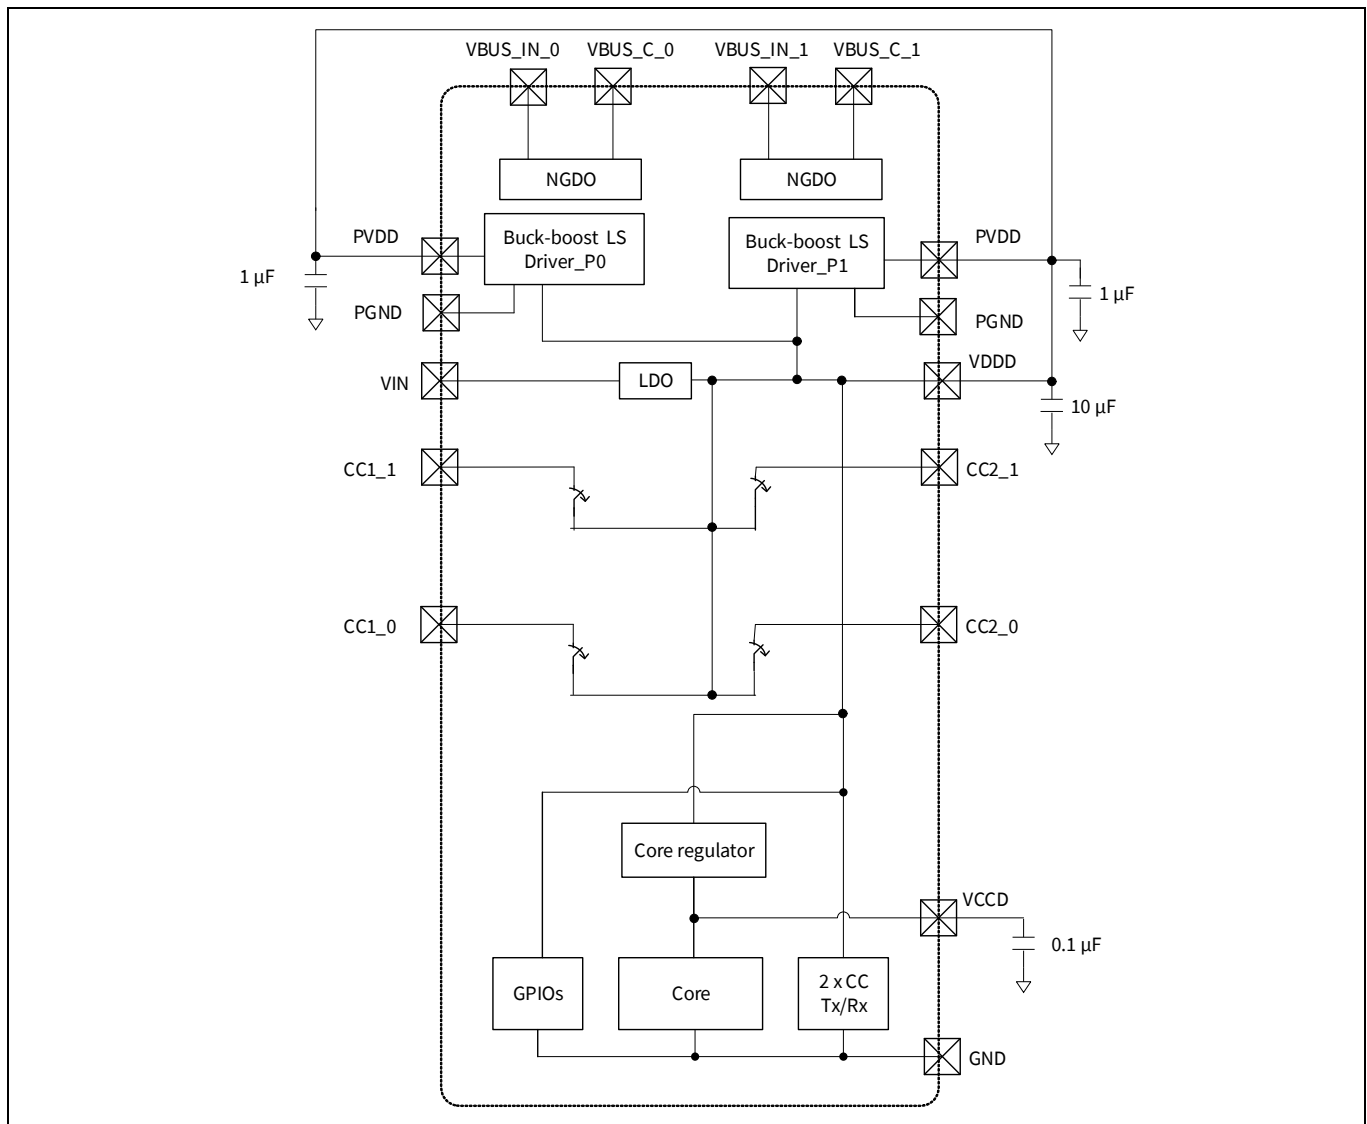 VBUS_IN_0
VBUS_C_0
VBUS_IN_1
VBUS_C_1
NGDO
NGDO
Buck-boost LS
Driver_P0
Buck-boost LS
Driver_P1
PVDD
PVDD
1 µF
1 µF
PGND
PGND
VDDD
VIN
LDO
10 µF
CC1_1
CC2_1
CC1_0
CC2_0
Core regulator
VCCD
0.1 µF
GPIOs
Core
2 x CC
Tx/Rx
GND